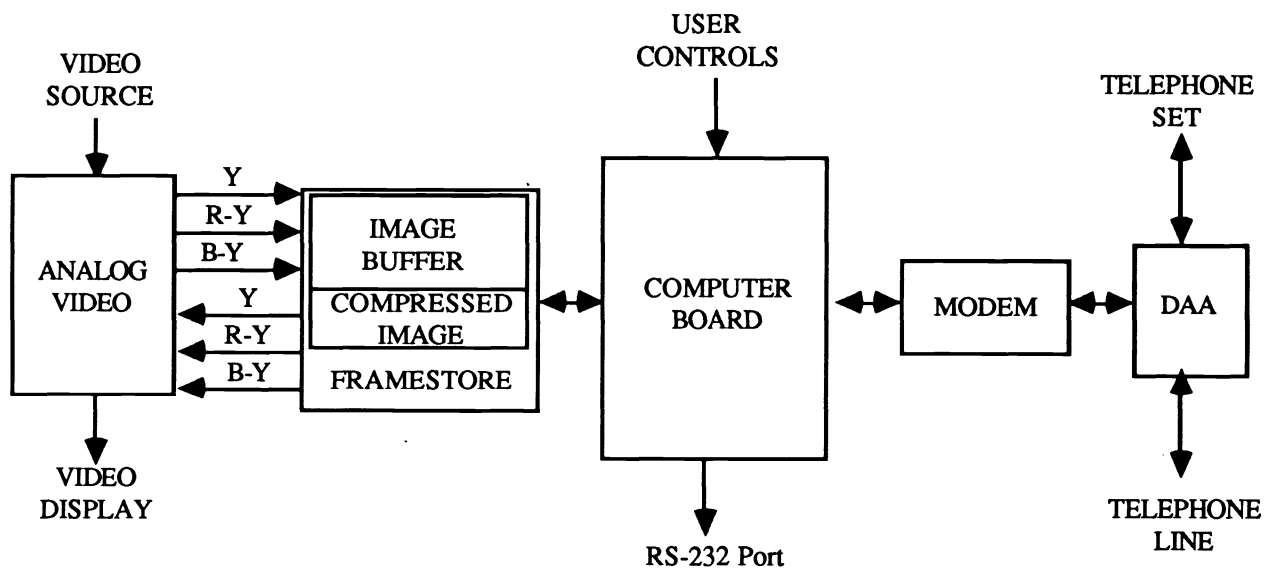 VIDEO
SOURCE
USER
CONTROLS
TELEPHONE
SET
Y
R-Y
B-Y
Y
R-Y
B-Y
ANALOG
VIDEO
IMAGE
BUFFER
COMPRESSED
IMAGE
FRAMESTORE
COMPUTER
BOARD
MODEM
DAA
VIDEO
DISPLAY
RS-232 Port
TELEPHONE
LINE